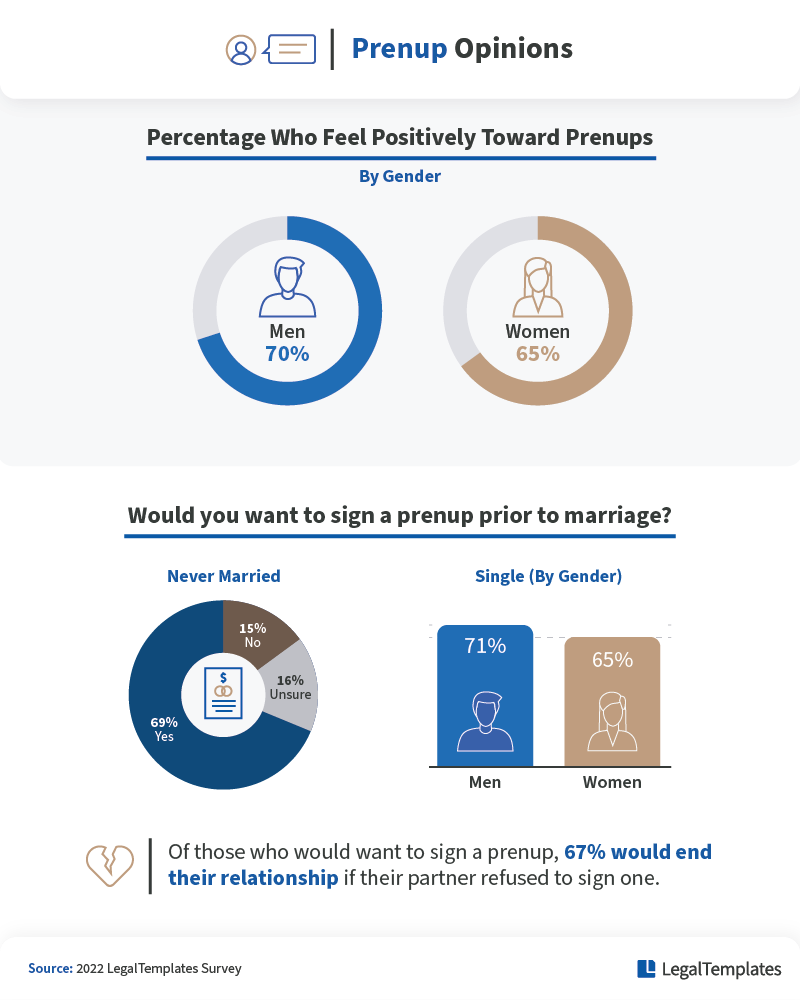 Prenup Opinions
Percentage Who Feel Positively Toward Prenups
By Gender
Men
70%
Women
65%
Would you want to sign a prenup prior to marriage?
Never Married
15%
No
16%
Unsure
$
69%
Yes
Single (By Gender)
71%
65%
Men
Women
Of those who would want to sign a prenup, 67% would end
their relationship if their partner refused to sign one.
Source: 2022 LegalTemplates Survey
LegalTemplates